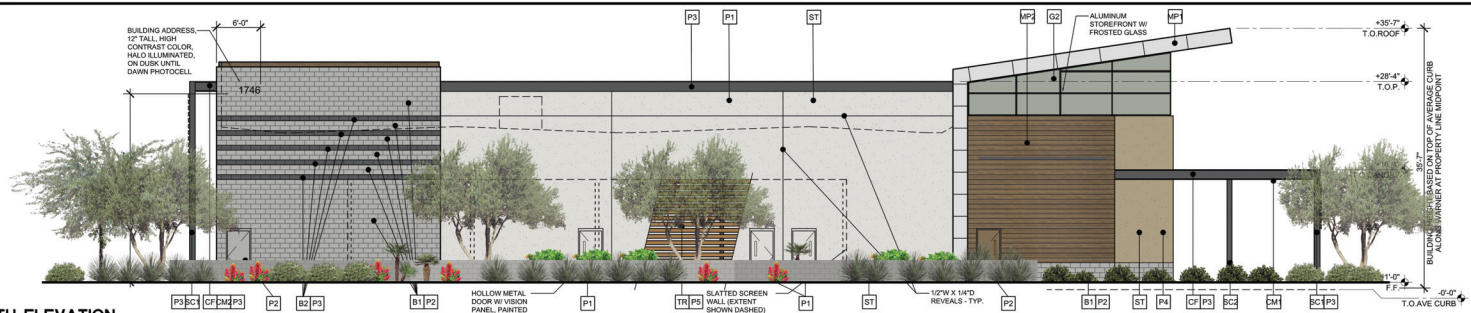 6'-0"
BUILDING ADDRESS,
12" TALL, HIGH
CONTRAST COLOR,
HALO ILLUMINATED,
ON DUSK UNTIL
DAWN PHOTOCELL
1746
P3 P1 ST MP2 G2
ALUMINUM
STOREFRONT W/
FROSTED GLASS
MP1
+35'-7"
T.O.ROOF
+28'-4"
T.O.P.
35'-7"
BUILDING HEIGHT BASED ON TOP OF AVERAGE CURB
ALONG WARNER AT PROPERTY LINE MIDPOINT
P3 SC1 CF CM2 P3 P2 B2 P3 B1 P2
HOLLOW METAL
DOOR W/ VISION
PANEL, PAINTED
P1
TR P5
SLATTED SCREEN
WALL (EXTENT
SHOWN DASHED)
P1
ST
1/2"W X 1/4"D
REVEALS - TYP.
P2
B1 P2 ST P4 CF P3 SC2 CM1 SC1 P3
1'-0"
F.F.
-0'-0"
T.O.AVE CURB